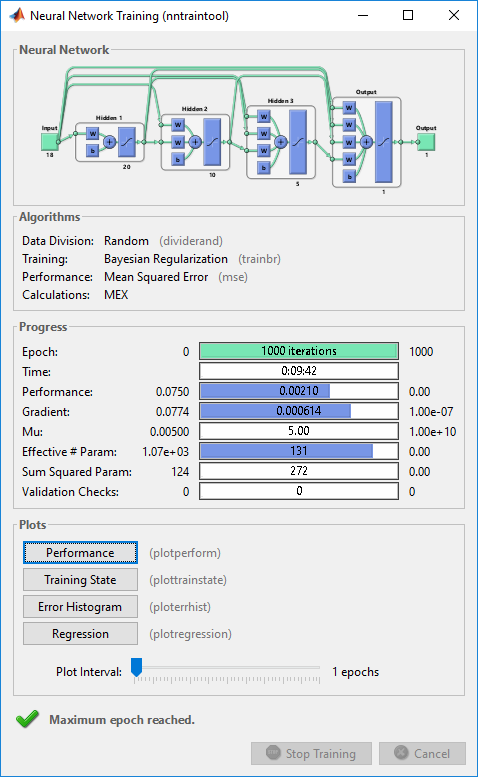 Neural Network Training (nntraintool)
Neural Network
Input
18
Hidden 1
W
b
+
20
Hidden 2
W
W
b
+
10
Hidden 3
W
W
W
b
+
5
Output
W
W
W
W
b
+
1
Output
1
Algorithms
Data Division: Random (dividerand)
Training: Bayesian Regularization (trainbr)
Performance: Mean Squared Error (mse)
Calculations: MEX
Progress
Epoch: 0 1000 iterations 1000
Time: 0:09:42
Performance: 0.0750 0.00210 0.00
Gradient: 0.0774 0.000614 1.00e-07
Mu: 0.00500 5.00 1.00e+10
Effective # Param: 1.07e+03 131 0.00
Sum Squared Param: 124 272 0.00
Validation Checks: 0 0 0
Plots
Performance (plotperform)
Training State (plottrainstate)
Error Histogram (ploterrhist)
Regression (plotregression)
Plot Interval: 1 epochs
Maximum epoch reached.
Stop Training Cancel